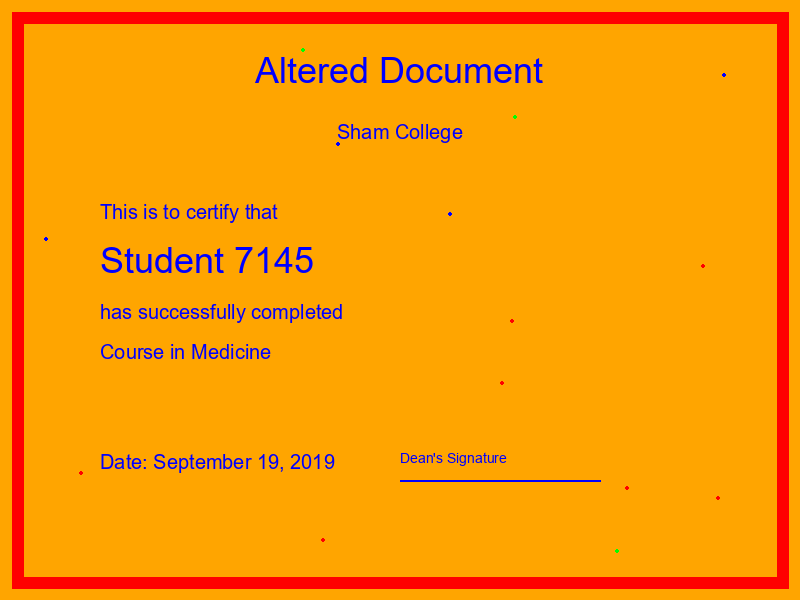 Altered Document
Sham College
This is to certify that
Student 7145
has successfully completed
Course in Medicine
Date: September 19, 2019
Dean's Signature